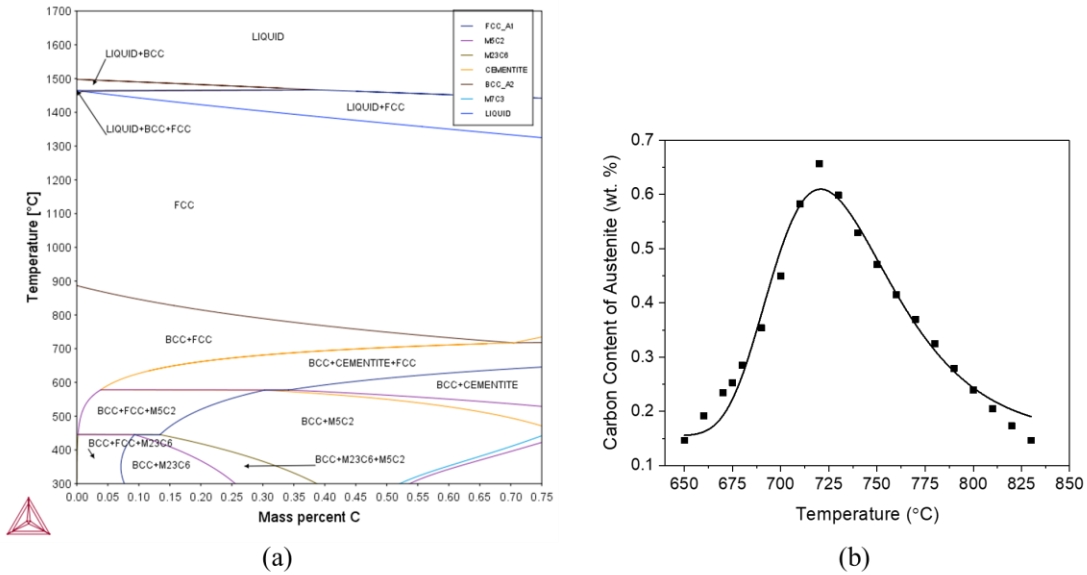 1700
1600
1500
1400
1300
1200
1100
1000
900
800
700
600
500
400
300
Temperature [°C]
LIQUID
LIQUID+BCC
LIQUID+FCC
LIQUID+BCC+FCC
FCC
BCC+FCC
BCC+CEMENTITE+FCC
BCC+CEMENTITE
BCC+FCC+M5C2
BCC+M5C2
BCC+FCC+M23C6
BCC+M23C6+M5C2
BCC+M23C6
FCC_A1
M5C2
M23C6
CEMENTITE
BCC_A2
M7C3
LIQUID
0.00 0.05 0.10 0.15 0.20 0.25 0.30 0.35 0.40 0.45 0.50 0.55 0.60 0.65 0.70 0.75
Mass percent C
(a)
0.7
0.6
0.5
0.4
0.3
0.2
0.1
Carbon Content of Austenite (wt. %)
650 675 700 725 750 775 800 825 850
Temperature (°C)
(b)